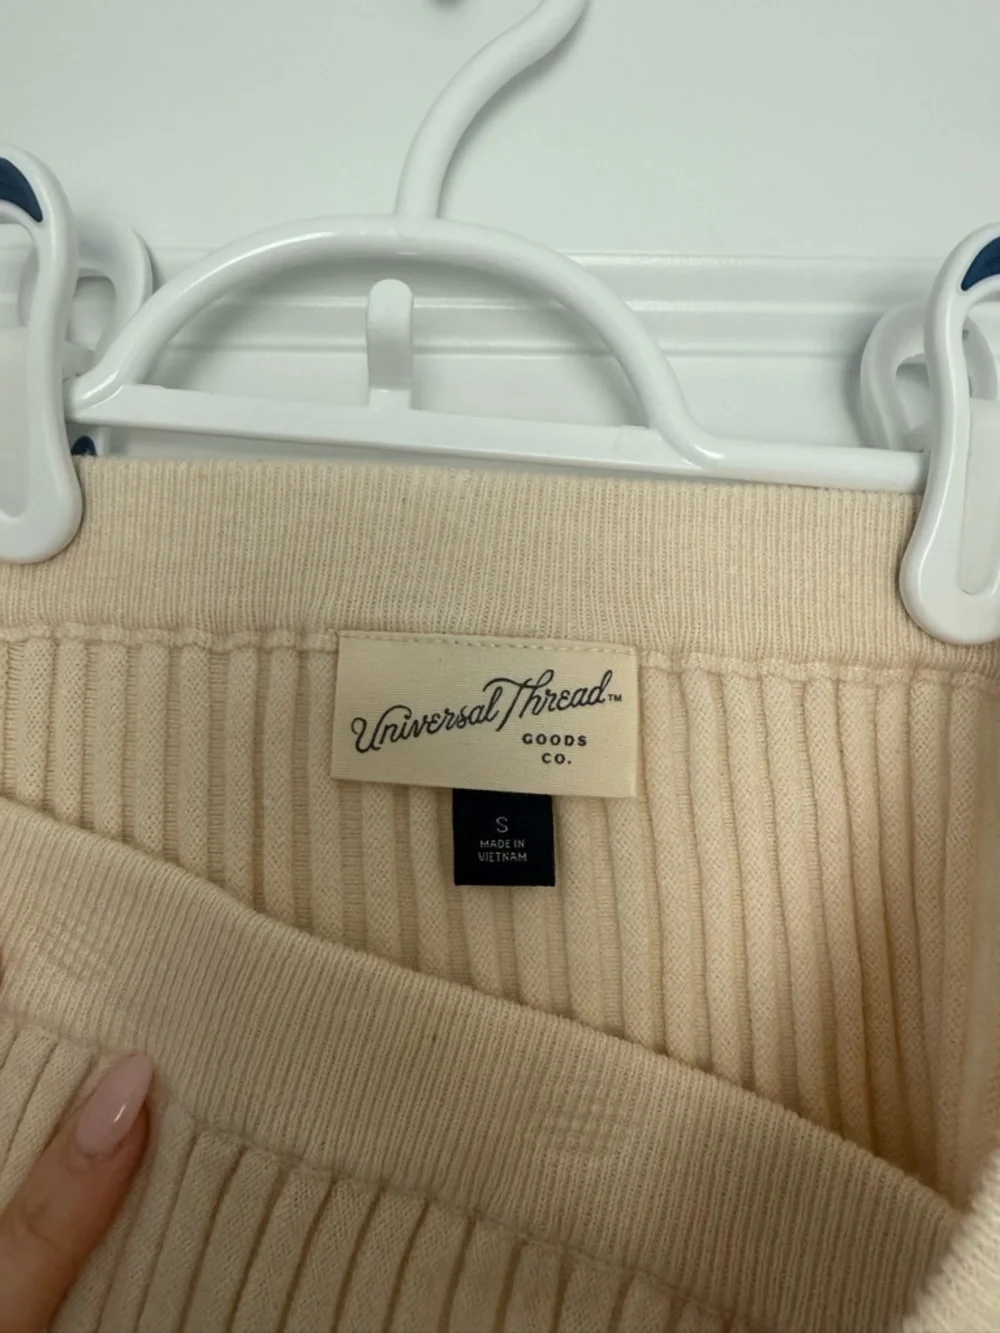 Universal Thread™
GOODS
CO.
S
MADE IN
VIETNAM